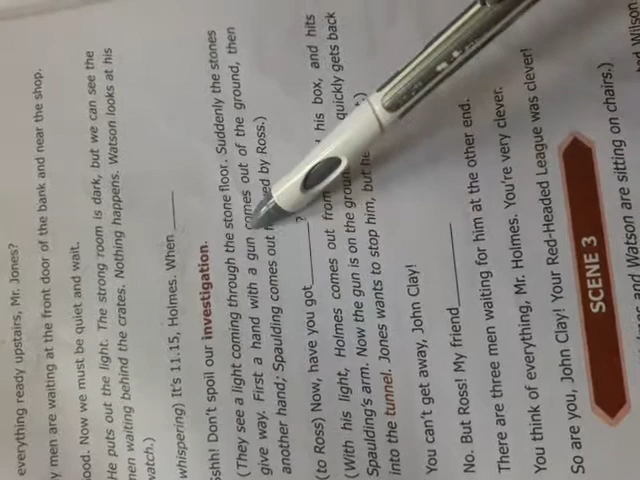 everything ready upstairs, Mr. Jones?
y men are waiting at the front door of the bank and near the shop.
ood. Now we must be quiet and wait.
He puts out the light. The strong room is dark, but we can see the
men waiting behind the crates. Nothing happens. Watson looks at his
watch.)
whispering) It's 11.15, Holmes. When _____
Sshh! Don't spoil our investigation.
(They see a light coming through the stone floor. Suddenly the stones
give way. First a hand with a gun comes out of the ground, then
another hand; Spaulding comes out by Ross.)
(to Ross) Now, have you got _____?
(With his light, Holmes comes out from his box, and hits
Spaulding's arm. Now the gun is on the quickly gets back
into the tunnel. Jones wants to stop him, but
You can't get away, John Clay!
No. But Ross! My friend _____
There are three men waiting for him at the other end.
You think of everything, Mr. Holmes. You're very clever.
So are you, John Clay! Your Red-Headed League was clever!
SCENE 3
and Watson are sitting on chairs.)
Wilson